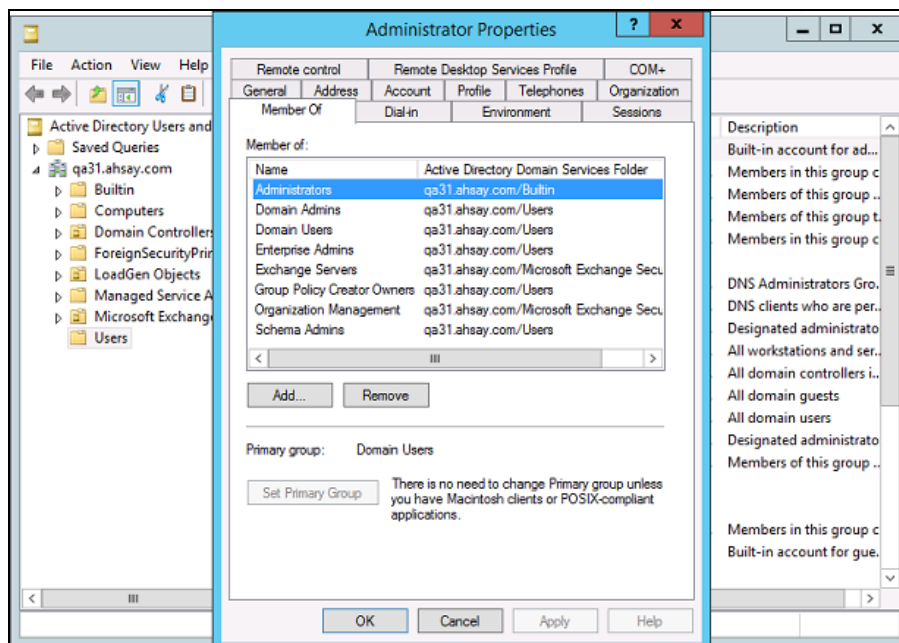 Administrator Properties
? x
File Action View Help
Remote control Remote Desktop Services Profile COM+
General Address Account Profile Telephones Organization
Member Of Dial-in Environment Sessions
Active Directory Users and
Saved Queries
qa31.ahsay.com
Builtin
Computers
Domain Controllers
ForeignSecurityPrin
LoadGen Objects
Managed Service A
Microsoft Exchange
Users
Member of:
Name Active Directory Domain Services Folder
Administrators qa31.ahsay.com/Builtin
Domain Admins qa31.ahsay.com/Users
Domain Users qa31.ahsay.com/Users
Enterprise Admins qa31.ahsay.com/Users
Exchange Servers qa31.ahsay.com/Microsoft Exchange Secu
Group Policy Creator Owners qa31.ahsay.com/Users
Organization Management qa31.ahsay.com/Microsoft Exchange Secu
Schema Admins qa31.ahsay.com/Users
Add... Remove
Primary group: Domain Users
Set Primary Group
There is no need to change Primary group unless
you have Macintosh clients or POSIX-compliant
applications.
OK Cancel Apply Help
Description
Built-in account for ad...
Members in this group c
Members of this group ..
Members of this group t.
Members in this group c
DNS Administrators Gro.
DNS clients who are per..
Designated administrato
All workstations and ser..
All domain controllers i..
All domain guests
All domain users
Designated administrato
Members of this group ..
Members in this group c
Built-in account for gue.